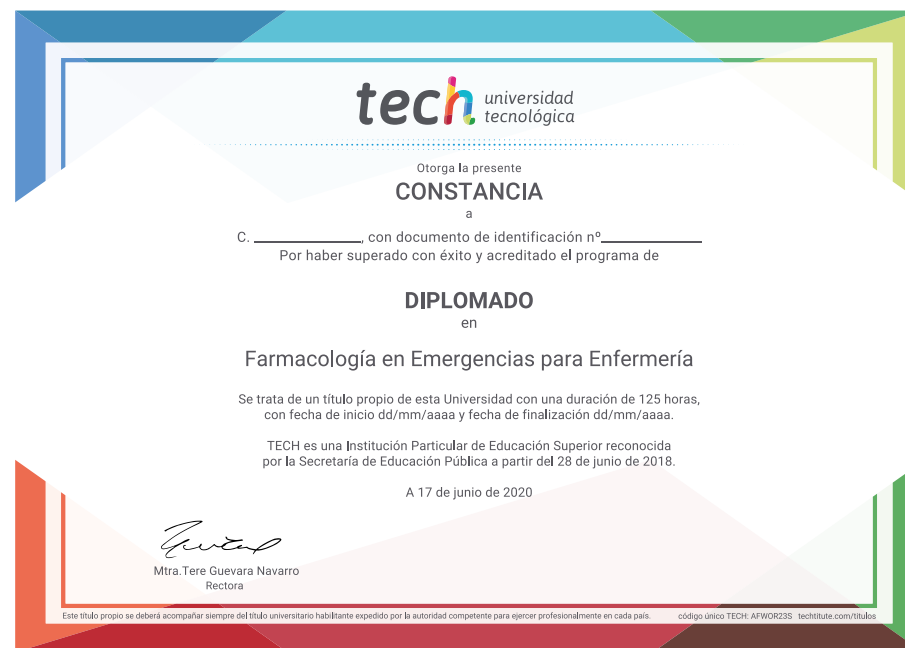 tech universidad
tecnológica
Otorga la presente
CONSTANCIA
a
C. ______________, con documento de identificación nº_____________
Por haber superado con éxito y acreditado el programa de
DIPLOMADO
en
Farmacología en Emergencias para Enfermería
Se trata de un título propio de esta Universidad con una duración de 125 horas,
con fecha de inicio dd/mm/aaaa y fecha de finalización dd/mm/aaaa.
TECH es una Institución Particular de Educación Superior reconocida
por la Secretaría de Educación Pública a partir del 28 de junio de 2018.
A 17 de junio de 2020
Mtra.Tere Guevara Navarro
Rectora
Este título propio se deberá acompañar siempre del título universitario habilitante expedido por la autoridad competente para ejercer profesionalmente en cada país. código único TECH: AFWOR23S techtitute.com/titulos